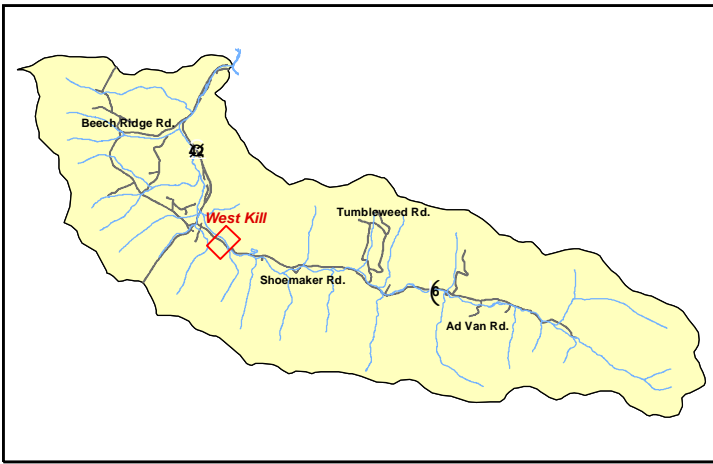 Beech Ridge Rd.
42
West Kill
Tumbleweed Rd.
Shoemaker Rd.
6
Ad Van Rd.